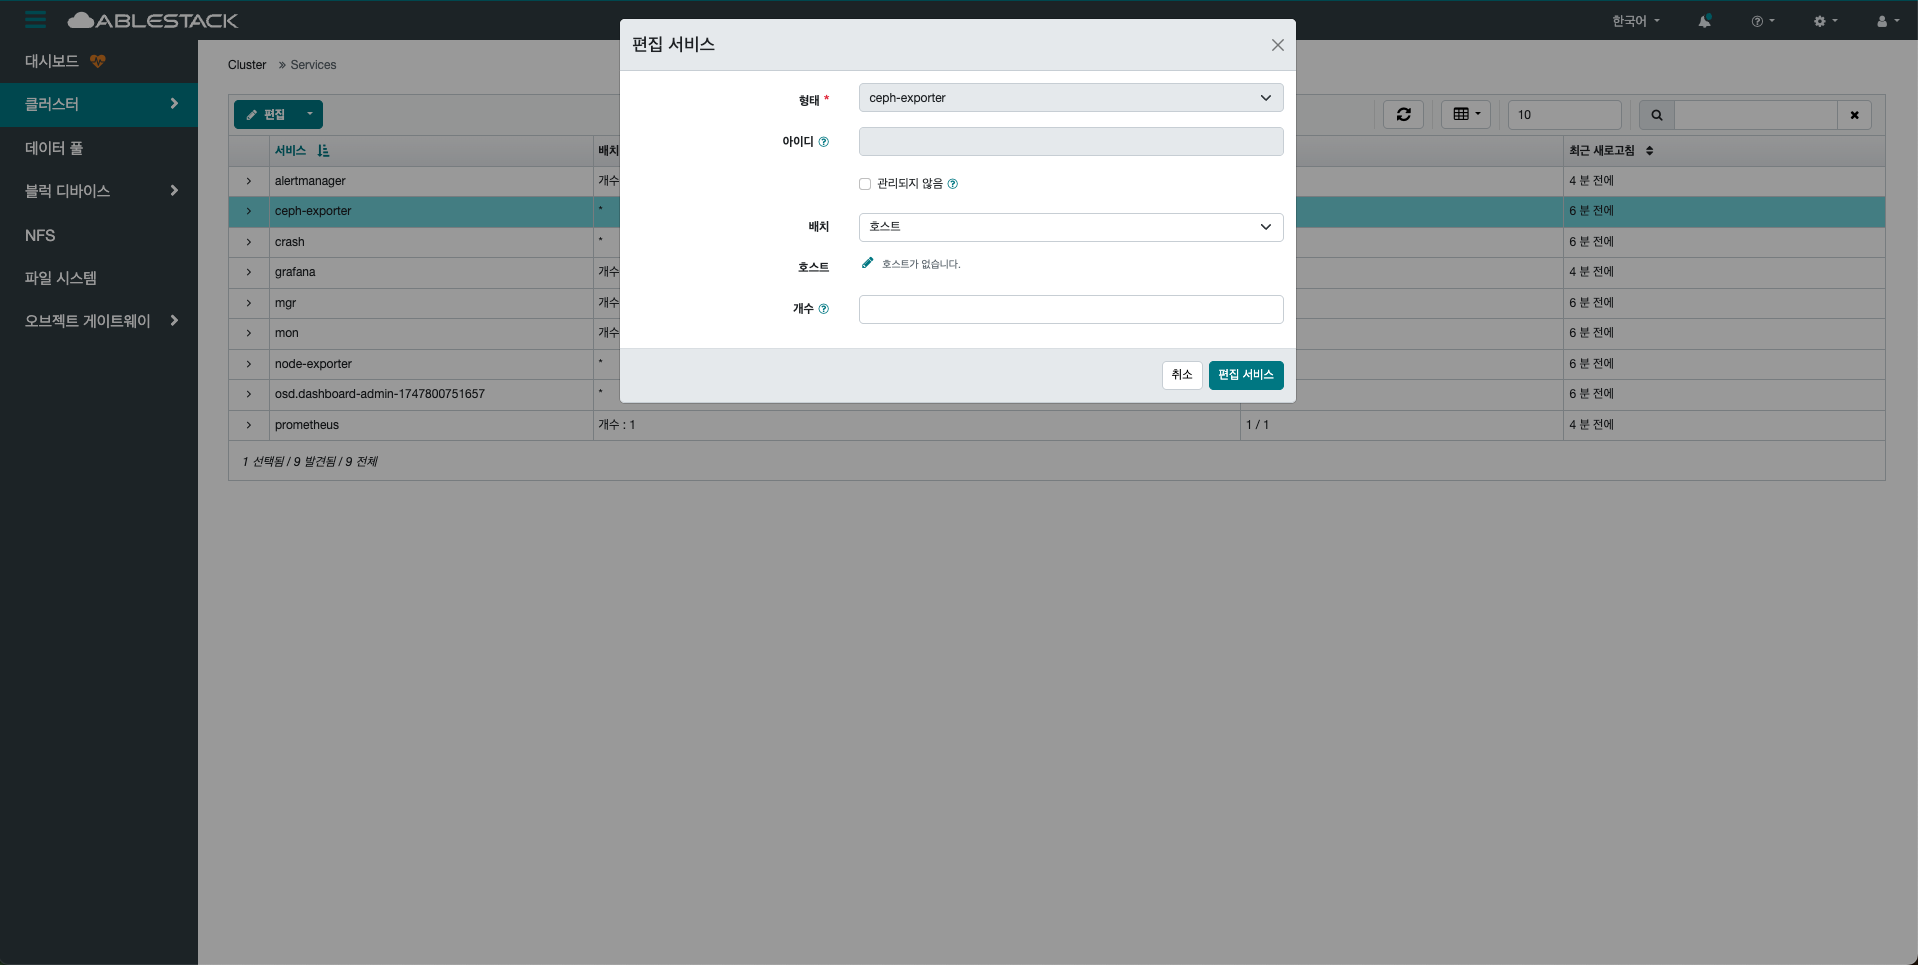 ABLESTACK
한국어
대시보드
클러스터
데이터 풀
블럭 디바이스
NFS
파일 시스템
오브젝트 게이트웨이
Cluster » Services
편집
10
서비스 배치 최근 새로고침
alertmanager 개수 4 분 전에
ceph-exporter * 6 분 전에
crash * 6 분 전에
grafana 개수 4 분 전에
mgr 개수 6 분 전에
mon 개수 6 분 전에
node-exporter * 6 분 전에
osd.dashboard-admin-1747800751657 * 6 분 전에
prometheus 개수 : 1 1 / 1 4 분 전에
1 선택됨 / 9 발견됨 / 9 전체
편집 서비스
형태 * ceph-exporter
아이디
관리되지 않음
배치 호스트
호스트 호스트가 없습니다.
개수
취소 편집 서비스